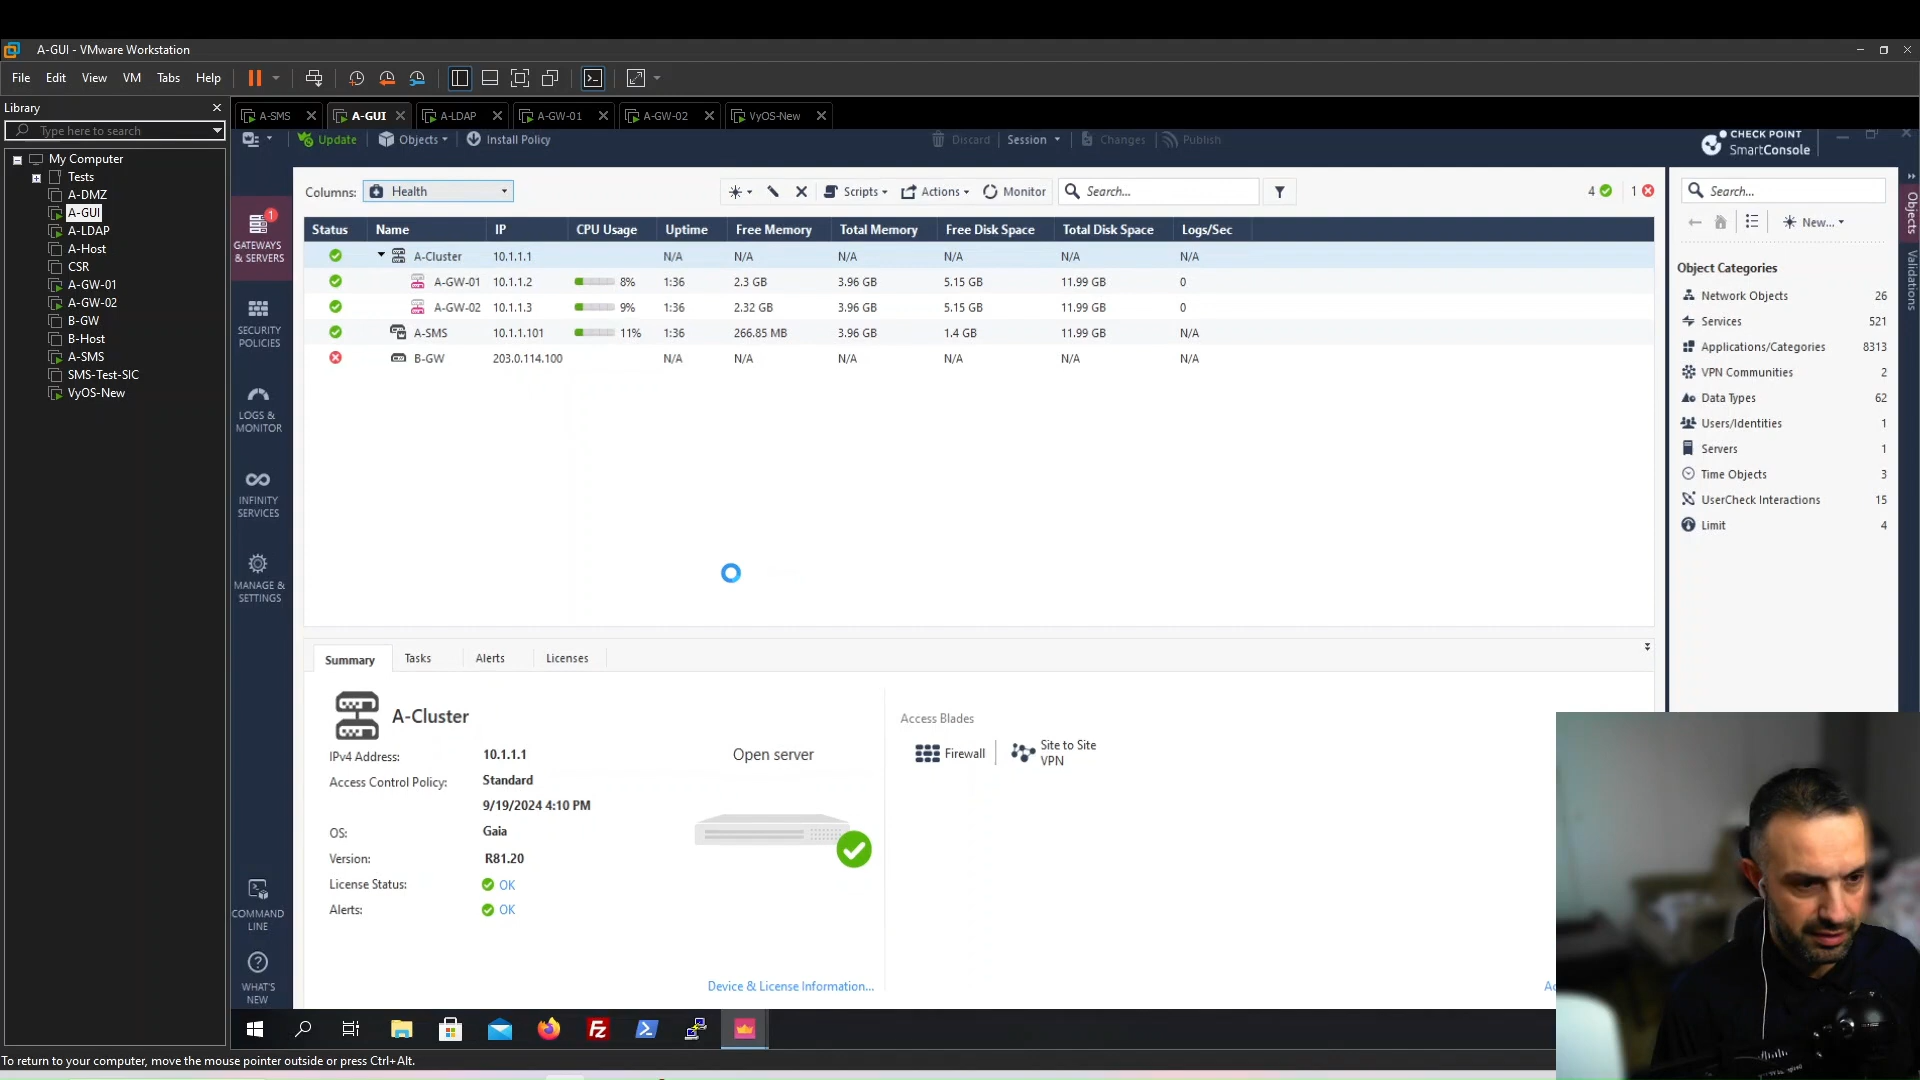 A-GUI - VMware Workstation
File Edit View VM Tabs Help
Library
Type here to search
My Computer
Tests
A-DMZ
A-GUI
A-LDAP
A-Host
CSR
A-GW-01
A-GW-02
B-GW
B-Host
A-SMS
SMS-Test-SIC
VyOS-New
A-SMS A-GUI A-LDAP A-GW-01 A-GW-02 VyOS-New
Update Objects Install Policy Discard Session Changes Publish
CHECK POINT
SmartConsole
GATEWAYS
& SERVERS
1
SECURITY
POLICIES
LOGS &
MONITOR
INFINITY
SERVICES
MANAGE &
SETTINGS
COMMAND
LINE
WHAT'S
NEW
Columns: Health Scripts Actions Monitor Search... 4 1
Status Name IP CPU Usage Uptime Free Memory Total Memory Free Disk Space Total Disk Space Logs/Sec
A-Cluster 10.1.1.1 N/A N/A N/A N/A N/A N/A
A-GW-01 10.1.1.2 8% 1:36 2.3 GB 3.96 GB 5.15 GB 11.99 GB 0
A-GW-02 10.1.1.3 9% 1:36 2.32 GB 3.96 GB 5.15 GB 11.99 GB 0
A-SMS 10.1.1.101 11% 1:36 266.85 MB 3.96 GB 1.4 GB 11.99 GB N/A
B-GW 203.0.114.100 N/A N/A N/A N/A N/A N/A
Summary Tasks Alerts Licenses
A-Cluster
IPv4 Address: 10.1.1.1
Access Control Policy: Standard
9/19/2024 4:10 PM
OS: Gaia
Version: R81.20
License Status: OK
Alerts: OK
Open server
Device & License Information...
Access Blades
Firewall
Site to Site
VPN
Search...
New...
Object Categories
Network Objects 26
Services 521
Applications/Categories 8313
VPN Communities 2
Data Types 62
Users/Identities 1
Servers 1
Time Objects 3
UserCheck Interactions 15
Limit 4
Objects
Validations
To return to your computer, move the mouse pointer outside or press Ctrl+Alt.